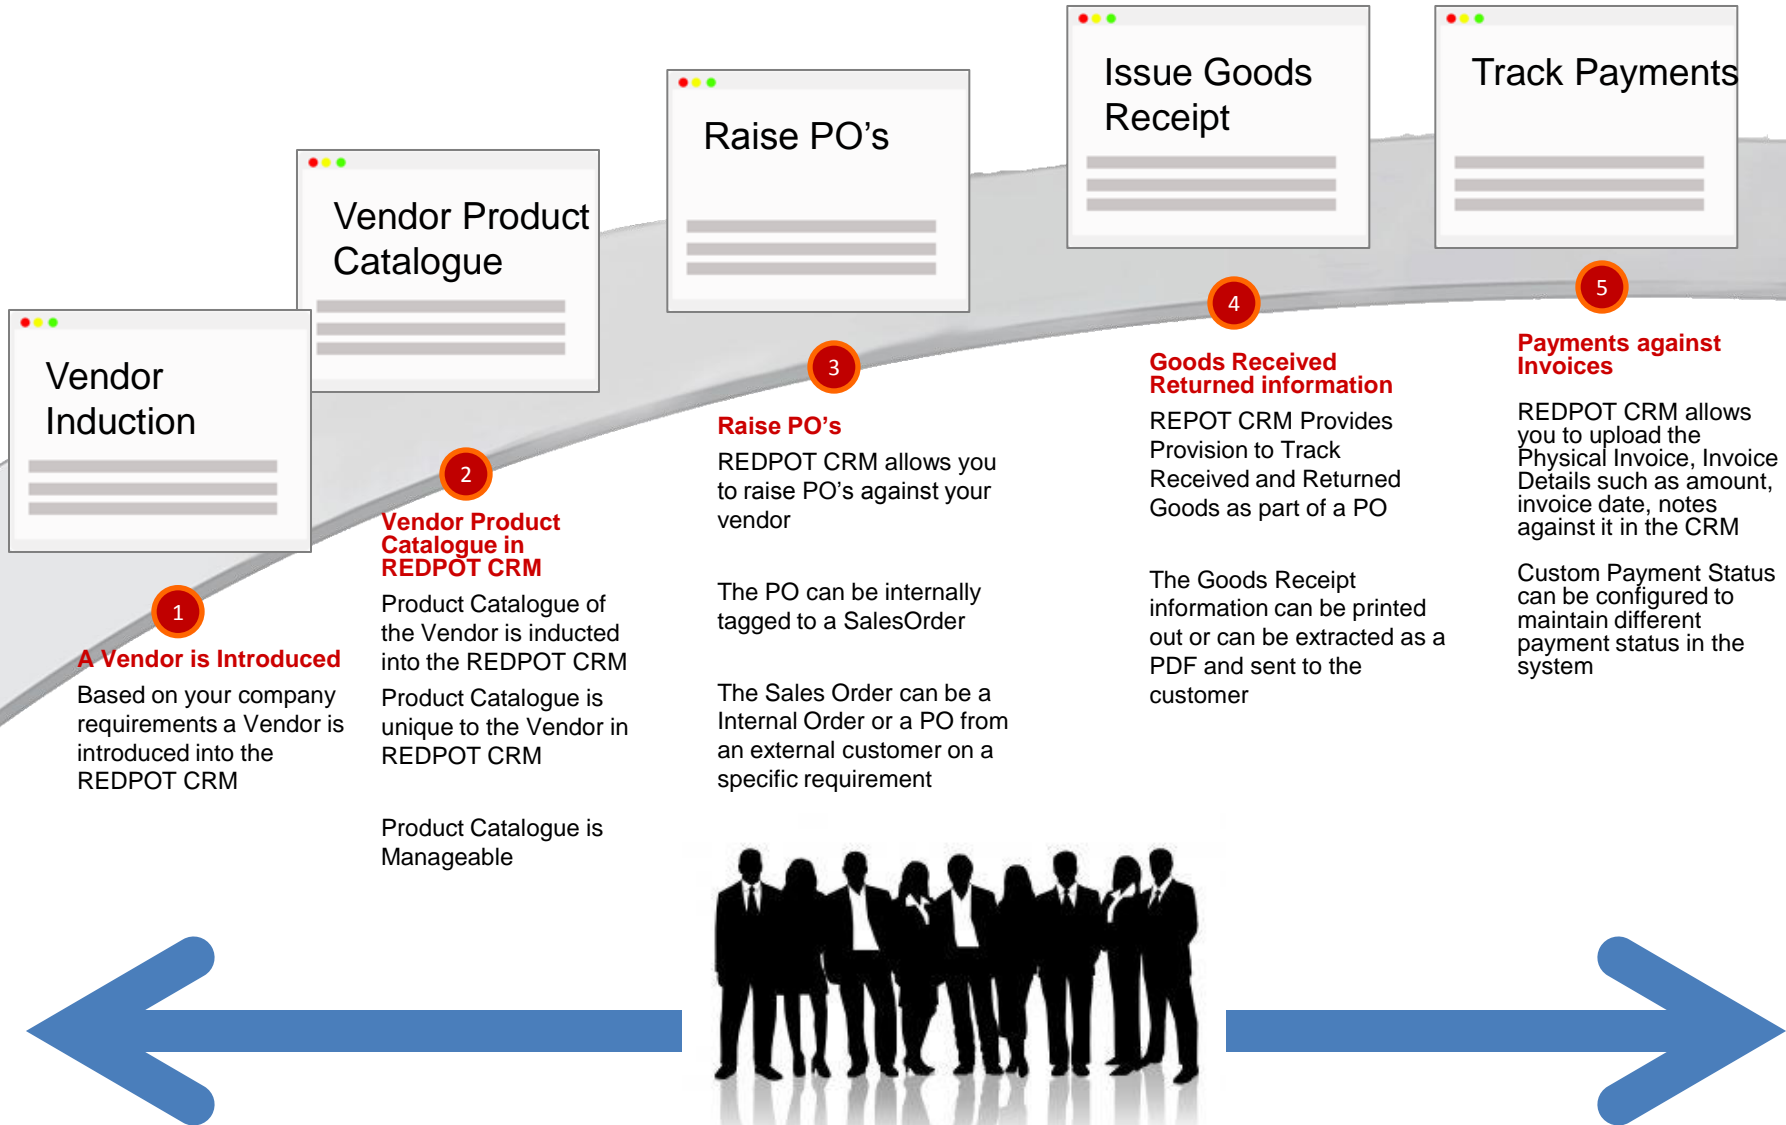 Vendor
Induction
1
A Vendor is Introduced
Based on your company
requirements a Vendor is
introduced into the
REDPOT CRM
Vendor Product
Catalogue
2
Vendor Product
Catalogue in
REDPOT CRM
Product Catalogue of
the Vendor is inducted
into the REDPOT CRM
Product Catalogue is
unique to the Vendor in
REDPOT CRM
Product Catalogue is
Manageable
Raise PO’s
3
Raise PO’s
REDPOT CRM allows you
to raise PO’s against your
vendor
The PO can be internally
tagged to a SalesOrder
The Sales Order can be a
Internal Order or a PO from
an external customer on a
specific requirement
Issue Goods
Receipt
4
Goods Received
Returned information
REPOT CRM Provides
Provision to Track
Received and Returned
Goods as part of a PO
The Goods Receipt
information can be printed
out or can be extracted as a
PDF and sent to the
customer
Track Payments
5
Payments against
Invoices
REDPOT CRM allows
you to upload the
Physical Invoice, Invoice
Details such as amount,
invoice date, notes
against it in the CRM
Custom Payment Status
can be configured to
maintain different
payment status in the
system